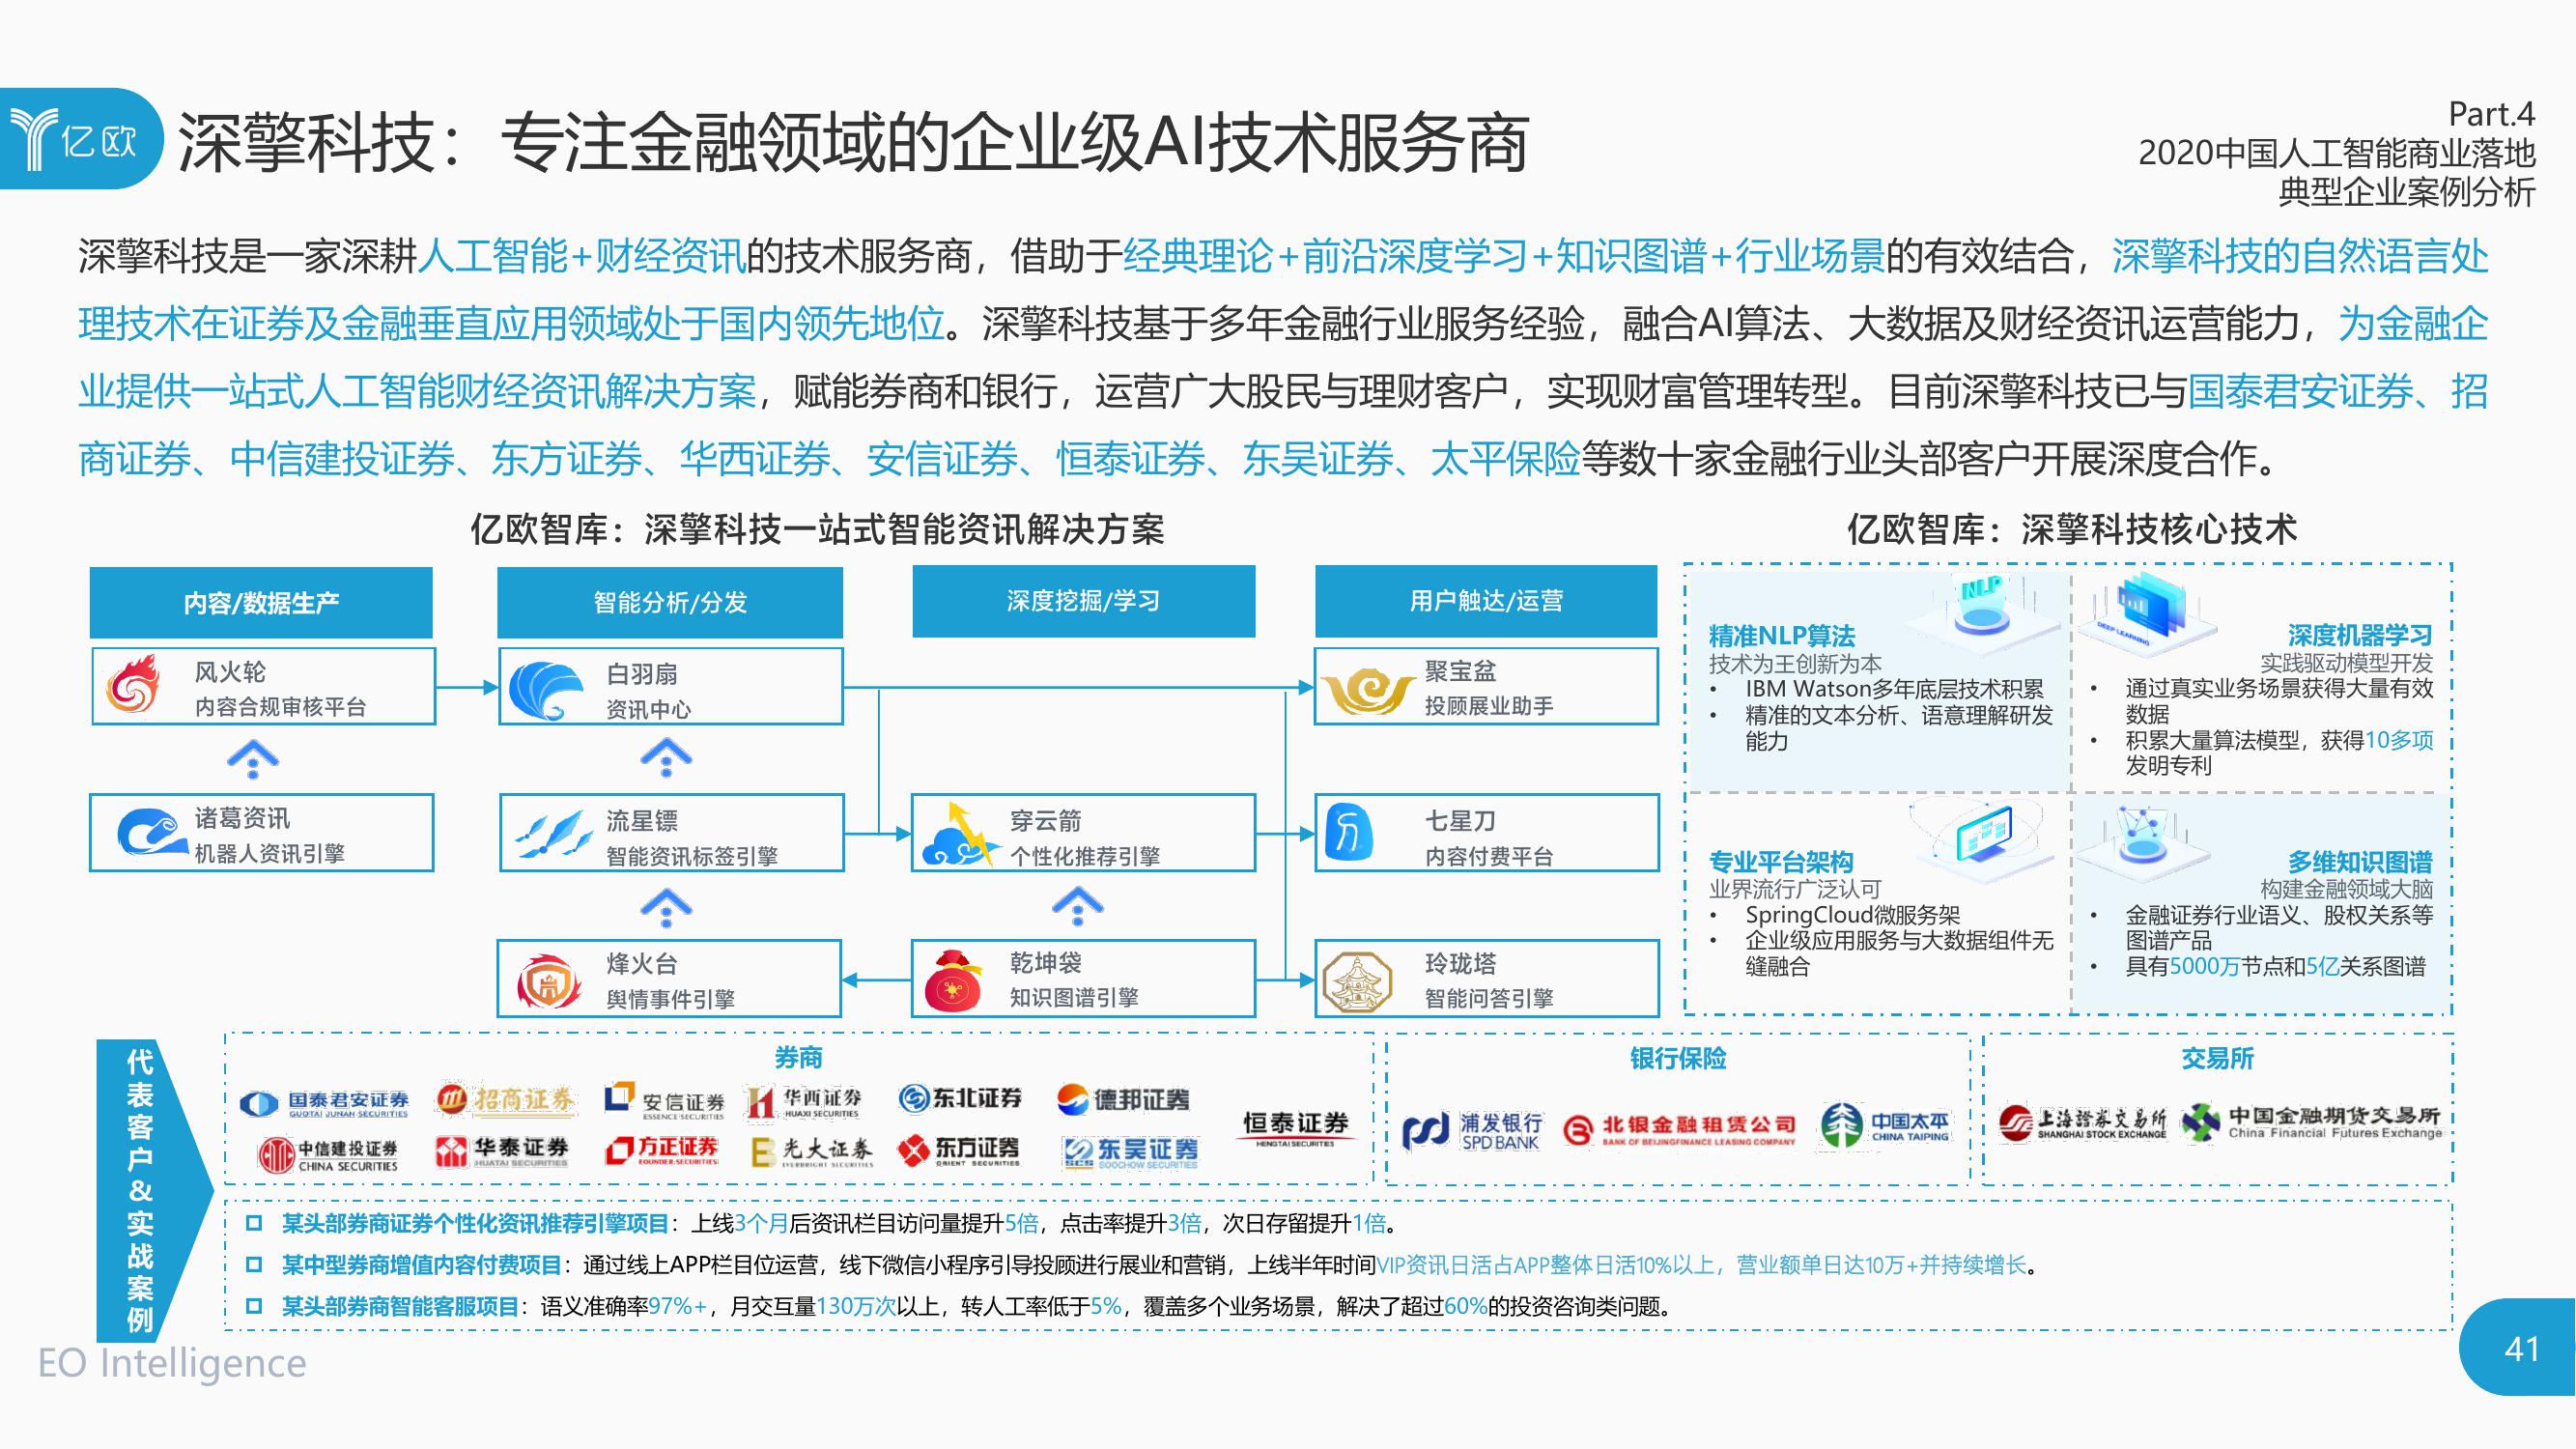 亿欧
深擎科技：专注金融领域的企业级AI技术服务商
Part.4
2020中国人工智能商业落地
典型企业案例分析
深擎科技是一家深耕人工智能+财经资讯的技术服务商，借助于经典理论+前沿深度学习+知识图谱+行业场景的有效结合，深擎科技的自然语言处
理技术在证券及金融垂直应用领域处于国内领先地位。深擎科技基于多年金融行业服务经验，融合AI算法、大数据及财经资讯运营能力，为金融企
业提供一站式人工智能财经资讯解决方案，赋能券商和银行，运营广大股民与理财客户，实现财富管理转型。目前深擎科技已与国泰君安证券、招
商证券、中信建投证券、东方证券、华西证券、安信证券、恒泰证券、东吴证券、太平保险等数十家金融行业头部客户开展深度合作。
亿欧智库：深擎科技一站式智能资讯解决方案
内容/数据生产
智能分析/分发
深度挖掘/学习
用户触达/运营
风火轮
内容合规审核平台
白羽扇
资讯中心
聚宝盆
投顾展业助手
诸葛资讯
机器人资讯引擎
流星镖
智能资讯标签引擎
穿云箭
个性化推荐引擎
七星刀
内容付费平台
烽火台
舆情事件引擎
乾坤袋
知识图谱引擎
玲珑塔
智能问答引擎
亿欧智库：深擎科技核心技术
NLP
精准NLP算法
技术为王创新为本
• IBM Watson多年底层技术积累
• 精准的文本分析、语意理解研发
能力
DEEP LEARNING
深度机器学习
实践驱动模型开发
• 通过真实业务场景获得大量有效
数据
• 积累大量算法模型，获得10多项
发明专利
专业平台架构
业界流行广泛认可
• SpringCloud微服务架
• 企业级应用服务与大数据组件无
缝融合
多维知识图谱
构建金融领域大脑
• 金融证券行业语义、股权关系等
图谱产品
• 具有5000万节点和5亿关系图谱
代表客户&实战案例
券商
国泰君安证券
GUOTAI JUNAN SECURITIES
招商证券
安信证券
ESSENCE SECURITIES
华西证券
HUAXI SECURITIES
东北证券
德邦证券
恒泰证券
HENGTAI SECURITIES
中信建投证券
CHINA SECURITIES
华泰证券
HUATAI SECURITIES
方正证券
FOUNDER SECURITIES
光大证券
EVERBRIGHT SECURITIES
东方证券
ORIENT SECURITIES
东吴证券
SCS SOOCHOW SECURITIES
银行保险
浦发银行
SPD BANK
北银金融租赁公司
BANK OF BEIJINGFINANCE LEASING COMPANY
中国太平
CHINA TAIPING
交易所
上海證券交易所
SHANGHAI STOCK EXCHANGE
中国金融期货交易所
China Financial Futures Exchange
某头部券商证券个性化资讯推荐引擎项目：上线3个月后资讯栏目访问量提升5倍，点击率提升3倍，次日存留提升1倍。
某中型券商增值内容付费项目：通过线上APP栏目位运营，线下微信小程序引导投顾进行展业和营销，上线半年时间VIP资讯日活占APP整体日活10%以上，营业额单日达10万+并持续增长。
某头部券商智能客服项目：语义准确率97%+，月交互量130万次以上，转人工率低于5%，覆盖多个业务场景，解决了超过60%的投资咨询类问题。
EO Intelligence
41